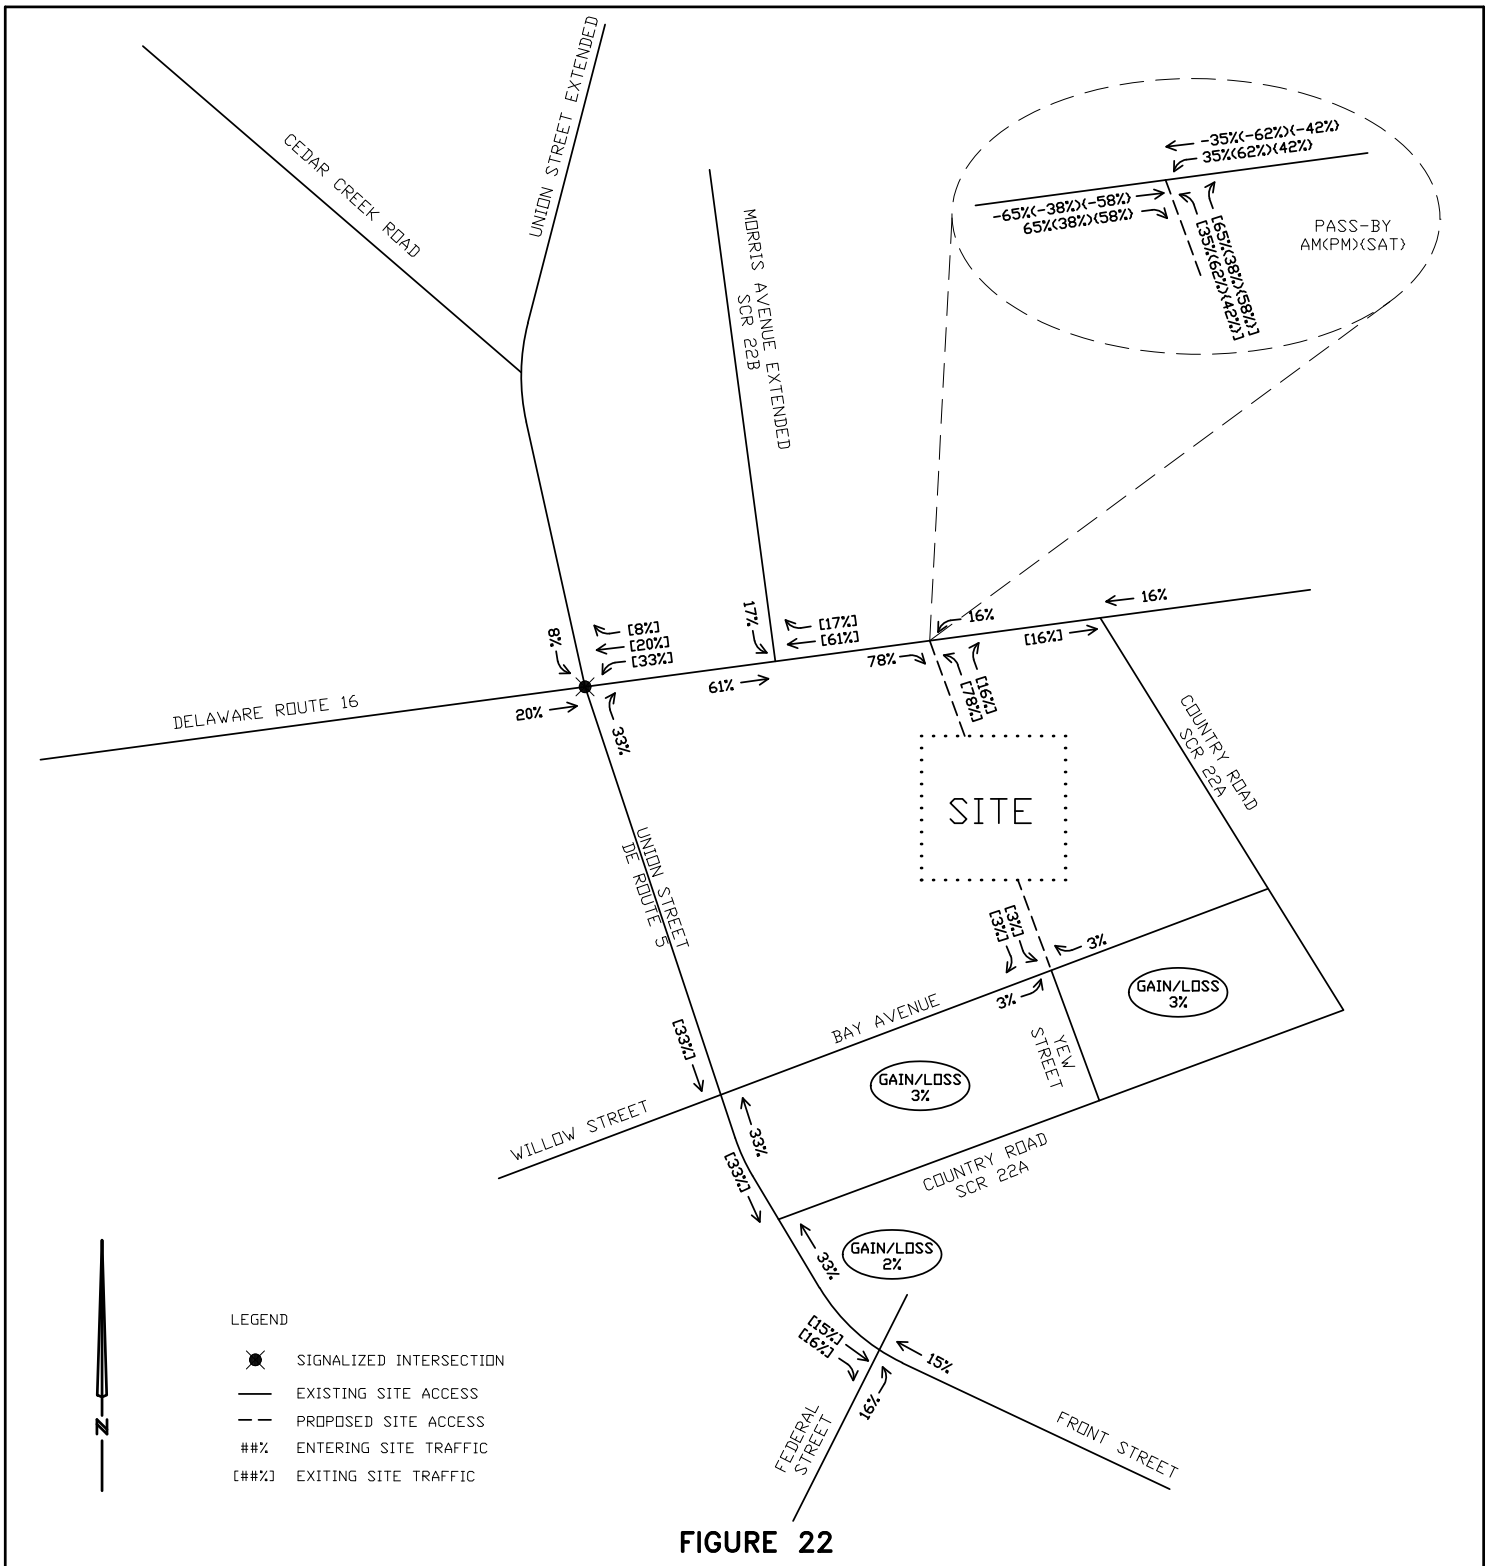 UNION STREET EXTENDED
CEDAR CREEK ROAD
-35%(-62%){-42%}
35%(62%){42%}
-65%(-38%){-58%}
65%(38%){58%}
[65%(38%){58%}]
[35%(62%){42%}]
PASS-BY
AM(PM){SAT}
MORRIS AVENUE EXTENDED
SCR 22B
8%
[8%]
[20%]
[33%]
17%
[17%]
[61%]
16%
16%
[16%]
78%
61%
[16%]
[78%]
DELAWARE ROUTE 16
20%
33%
COUNTRY ROAD
SCR 22A
SITE
UNION STREET
DE ROUTE 5
[3%]
[3%]
3%
3%
GAIN/LOSS
3%
BAY AVENUE
YEW
STREET
[33%]
GAIN/LOSS
3%
WILLOW STREET
33%
[33%]
COUNTRY ROAD
SCR 22A
33%
GAIN/LOSS
2%
[15%]
[16%]
15%
16%
FEDERAL
STREET
FRONT STREET
N
LEGEND
SIGNALIZED INTERSECTION
EXISTING SITE ACCESS
PROPOSED SITE ACCESS
##% ENTERING SITE TRAFFIC
[##%] EXITING SITE TRAFFIC
FIGURE 22